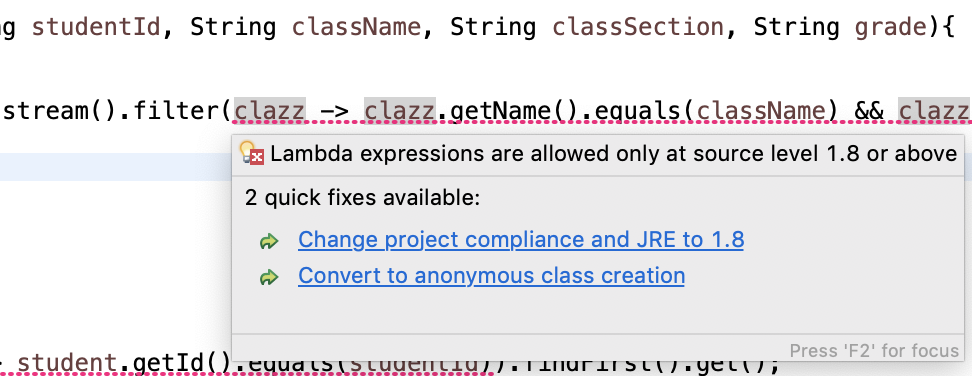 g studentId, String className, String classSection, String grade){
stream().filter(clazz -> clazz.getName().equals(className) && clazz
Lambda expressions are allowed only at source level 1.8 or above
2 quick fixes available:
Change project compliance and JRE to 1.8
Convert to anonymous class creation
Press 'F2' for focus
> student.getId().equals(studentId)).findFirst().get();